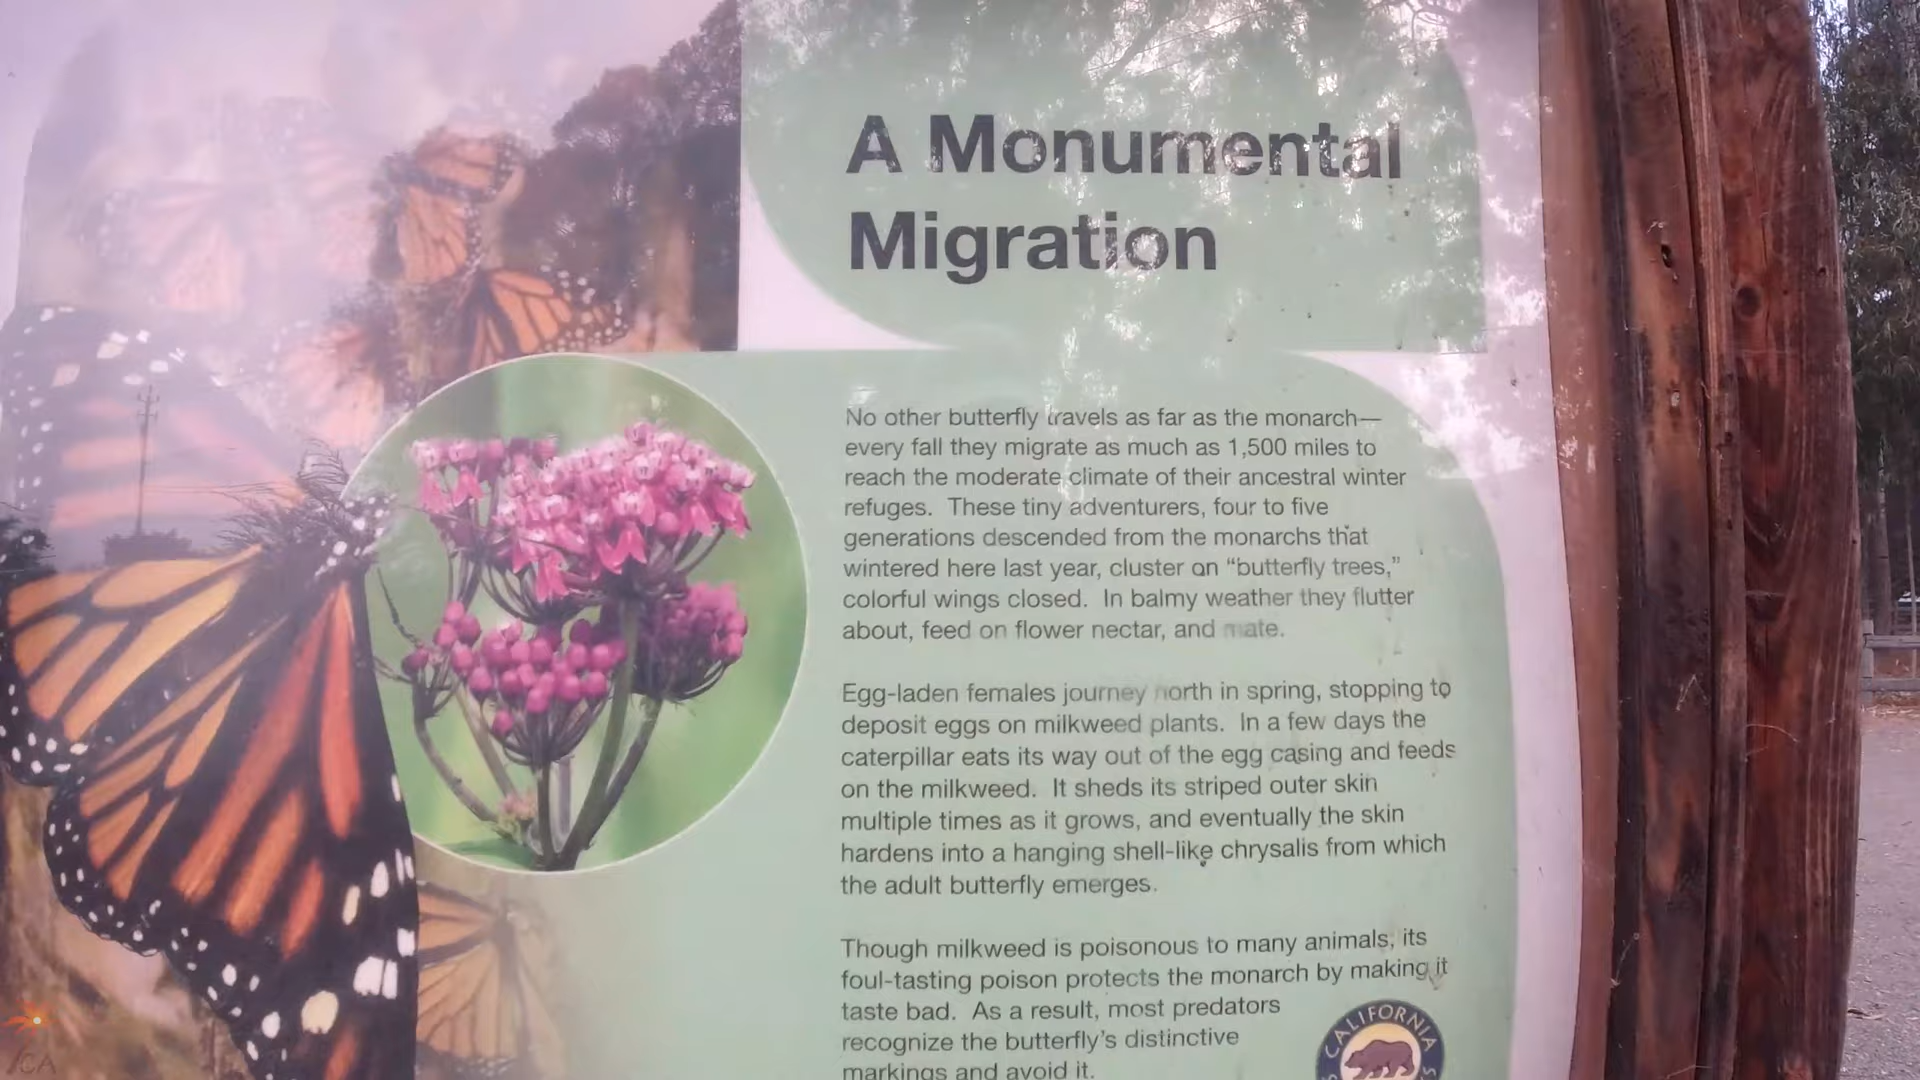 A Monumental
Migration
No other butterfly travels as far as the monarch—
every fall they migrate as much as 1,500 miles to
reach the moderate climate of their ancestral winter
refuges. These tiny adventurers, four to five
generations descended from the monarchs that
wintered here last year, cluster on “butterfly trees,”
colorful wings closed. In balmy weather they flutter
about, feed on flower nectar, and mate.
Egg-laden females journey north in spring, stopping to
deposit eggs on milkweed plants. In a few days the
caterpillar eats its way out of the egg casing and feeds
on the milkweed. It sheds its striped outer skin
multiple times as it grows, and eventually the skin
hardens into a hanging shell-like chrysalis from which
the adult butterfly emerges.
Though milkweed is poisonous to many animals, its
foul-tasting poison protects the monarch by making it
taste bad. As a result, most predators
recognize the butterfly’s distinctive
markings and avoid it.
CALIFORNIA